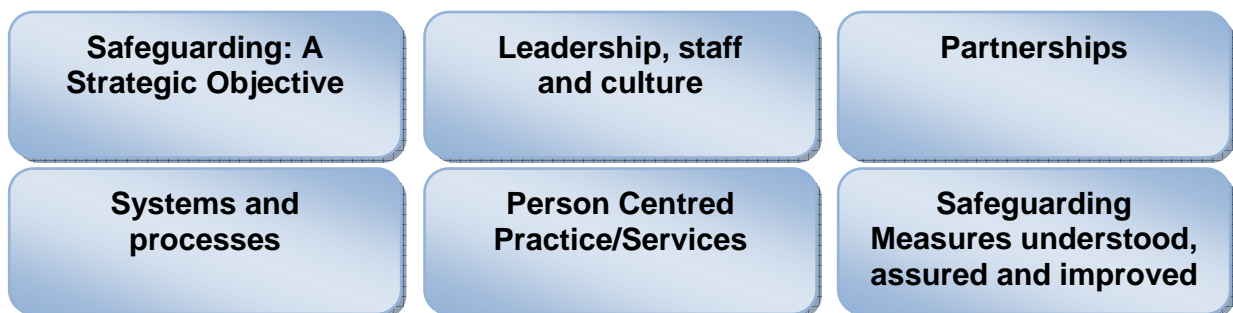 Safeguarding: A
Strategic Objective
Leadership, staff
and culture
Partnerships
Systems and
processes
Person Centred
Practice/Services
Safeguarding
Measures understood,
assured and improved